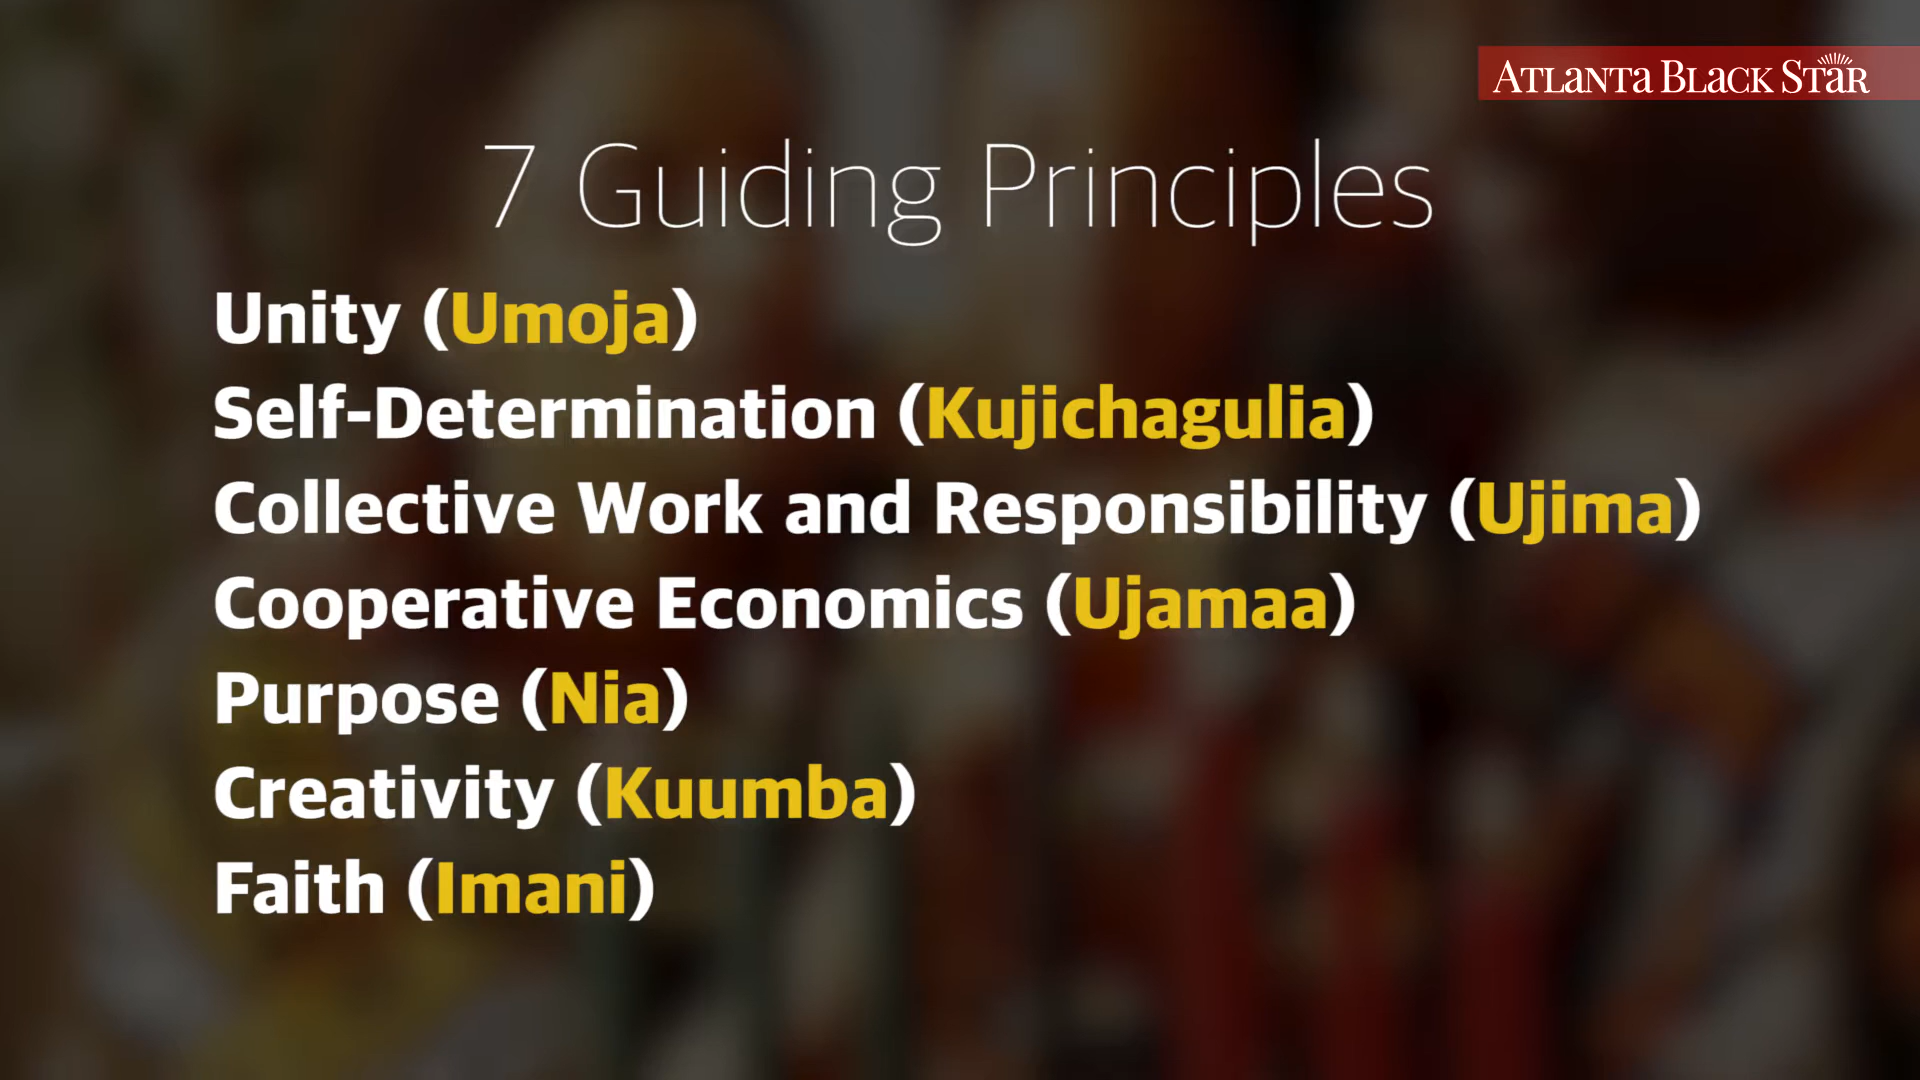 ATLANTA BLACK STAR
7 Guiding Principles
Unity (Umoja)
Self-Determination (Kujichagulia)
Collective Work and Responsibility (Ujima)
Cooperative Economics (Ujamaa)
Purpose (Nia)
Creativity (Kuumba)
Faith (Imani)